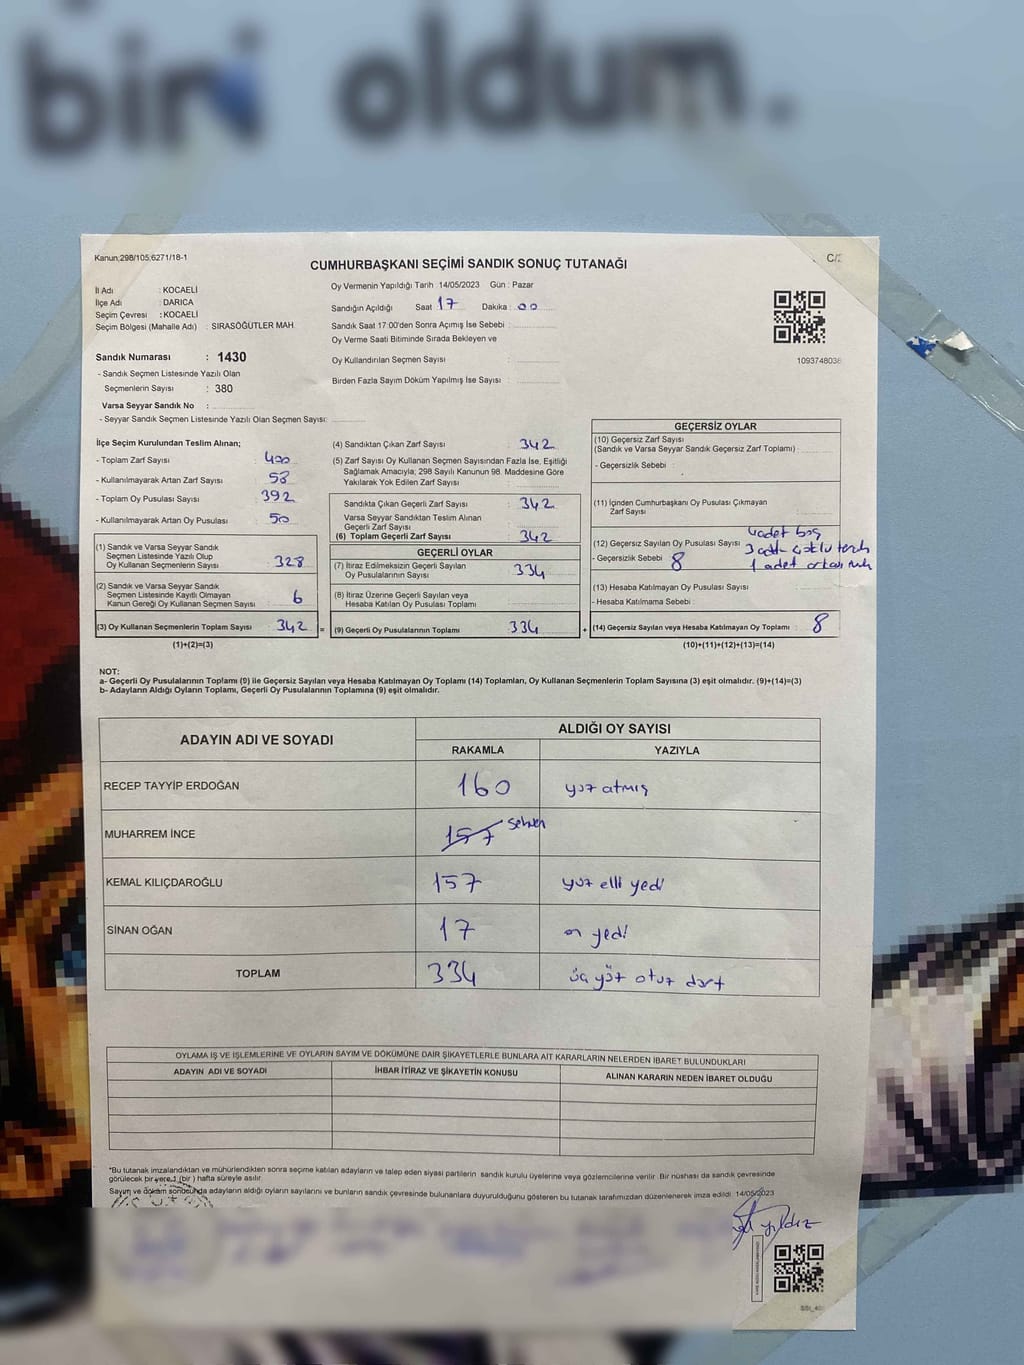 biri oldum.
Kanun;298/105;6271/18-1
CUMHURBAŞKANI SEÇİMİ SANDIK SONUÇ TUTANAĞI
İl Adı : KOCAELİ
İlçe Adı : DARICA
Seçim Çevresi : KOCAELİ
Seçim Bölgesi (Mahalle Adı) : SIRASÖĞÜTLER MAH.
Oy Vermenin Yapıldığı Tarih : 14/05/2023 Gün : Pazar
Sandığın Açıldığı Saat : 17 Dakika : 00
Sandık Saat 17:00'den Sonra Açımış İse Sebebi :
Oy Verme Saati Bitiminde Sırada Bekleyen ve
Oy Kullandırılan Seçmen Sayısı :
Birden Fazla Sayım Döküm Yapılmış İse Sayısı :
1093748036
Sandık Numarası : 1430
- Sandık Seçmen Listesinde Yazılı Olan
Seçmenlerin Sayısı : 380
Varsa Seyyar Sandık No :
- Seyyar Sandık Seçmen Listesinde Yazılı Olan Seçmen Sayısı:
İlçe Seçim Kurulundan Teslim Alınan;
- Toplam Zarf Sayısı : 400
- Kullanılmayarak Artan Zarf Sayısı : 58
- Toplam Oy Pusulası Sayısı : 392
- Kullanılmayarak Artan Oy Pusulası : 50
(1) Sandık ve Varsa Seyyar Sandık
Seçmen Listesinde Yazılı Olup
Oy Kullanan Seçmenlerin Sayısı : 328
(2) Sandık ve Varsa Seyyar Sandık
Seçmen Listesinde Kayıtlı Olmayan
Kanun Gereği Oy Kullanan Seçmen Sayısı : 6
(3) Oy Kullanan Seçmenlerin Toplam Sayısı : 342 =
(1)+(2)=(3)
(4) Sandıktan Çıkan Zarf Sayısı : 342
(5) Zarf Sayısı Oy Kullanan Seçmen Sayısından Fazla İse, Eşitliği
Sağlamak Amacıyla; 298 Sayılı Kanunun 98. Maddesine Göre
Yakılarak Yok Edilen Zarf Sayısı :
Sandıkta Çıkan Geçerli Zarf Sayısı : 342
Varsa Seyyar Sandıktan Teslim Alınan
Geçerli Zarf Sayısı :
(6) Toplam Geçerli Zarf Sayısı : 342
GEÇERLİ OYLAR
(7) İtiraz Edilmeksizin Geçerli Sayılan
Oy Pusulalarının Sayısı : 334
(8) İtiraz Üzerine Geçerli Sayılan veya
Hesaba Katılan Oy Pusulası Toplamı :
(9) Geçerli Oy Pusulalarının Toplamı : 334 +
GEÇERSİZ OYLAR
(10) Geçersiz Zarf Sayısı
(Sandık ve Varsa Seyyar Sandık Geçersiz Zarf Toplamı) :
- Geçersizlik Sebebi :
(11) İçinden Cumhurbaşkanı Oy Pusulası Çıkmayan
Zarf Sayısı :
(12) Geçersiz Sayılan Oy Pusulası Sayısı : adet boş
- Geçersizlik Sebebi : 8 3 adet çoklu tercih
1 adet
(13) Hesaba Katılmayan Oy Pusulası Sayısı :
- Hesaba Katılmama Sebebi :
(14) Geçersiz Sayılan veya Hesaba Katılmayan Oy Toplamı : 8
(10)+(11)+(12)+(13)=(14)
NOT:
a- Geçerli Oy Pusulalarının Toplamı (9) ile Geçersiz Sayılan veya Hesaba Katılmayan Oy Toplamı (14) Toplamları, Oy Kullanan Seçmenlerin Toplam Sayısına (3) eşit olmalıdır. (9)+(14)=(3)
b- Adayların Aldığı Oyların Toplamı, Geçerli Oy Pusulalarının Toplamına (9) eşit olmalıdır.
ADAYIN ADI VE SOYADI ALDIĞI OY SAYISI
RAKAMLA YAZIYLA
RECEP TAYYİP ERDOĞAN 160 yüz atmış
MUHARREM İNCE 157 Sehven
KEMAL KILIÇDAROĞLU 157 yüz elli yedi
SİNAN OĞAN 17 on yedi
TOPLAM 334 üç yüz otuz dört
OYLAMA İŞ VE İŞLEMLERİNE VE OYLARIN SAYIM VE DÖKÜMÜNE DAİR ŞİKAYETLERLE BUNLARA AİT KARARLARIN NELERDEN İBARET BULUNDUKLARI
ADAYIN ADI VE SOYADI İHBAR İTİRAZ VE ŞİKAYETİN KONUSU ALINAN KARARIN NEDEN İBARET OLDUĞU
*Bu tutanak imzalandıktan ve mühürlendikten sonra seçime katılan adayların ve talep eden siyasi partilerin sandık kurulu üyelerine veya gözlemcilerine verilir. Bir nüshası da sandık çevresinde
görülecek bir yere 1 (bir ) hafta süreyle asılır.
Sayım ve döküm sonucunda adayların aldığı oyların sayılarını ve bunların sandık çevresinde bulunanlara duyurulduğunu gösteren bu tutanak tarafımızdan düzenlenerek imza edildi. 14/05/2023
yıldız